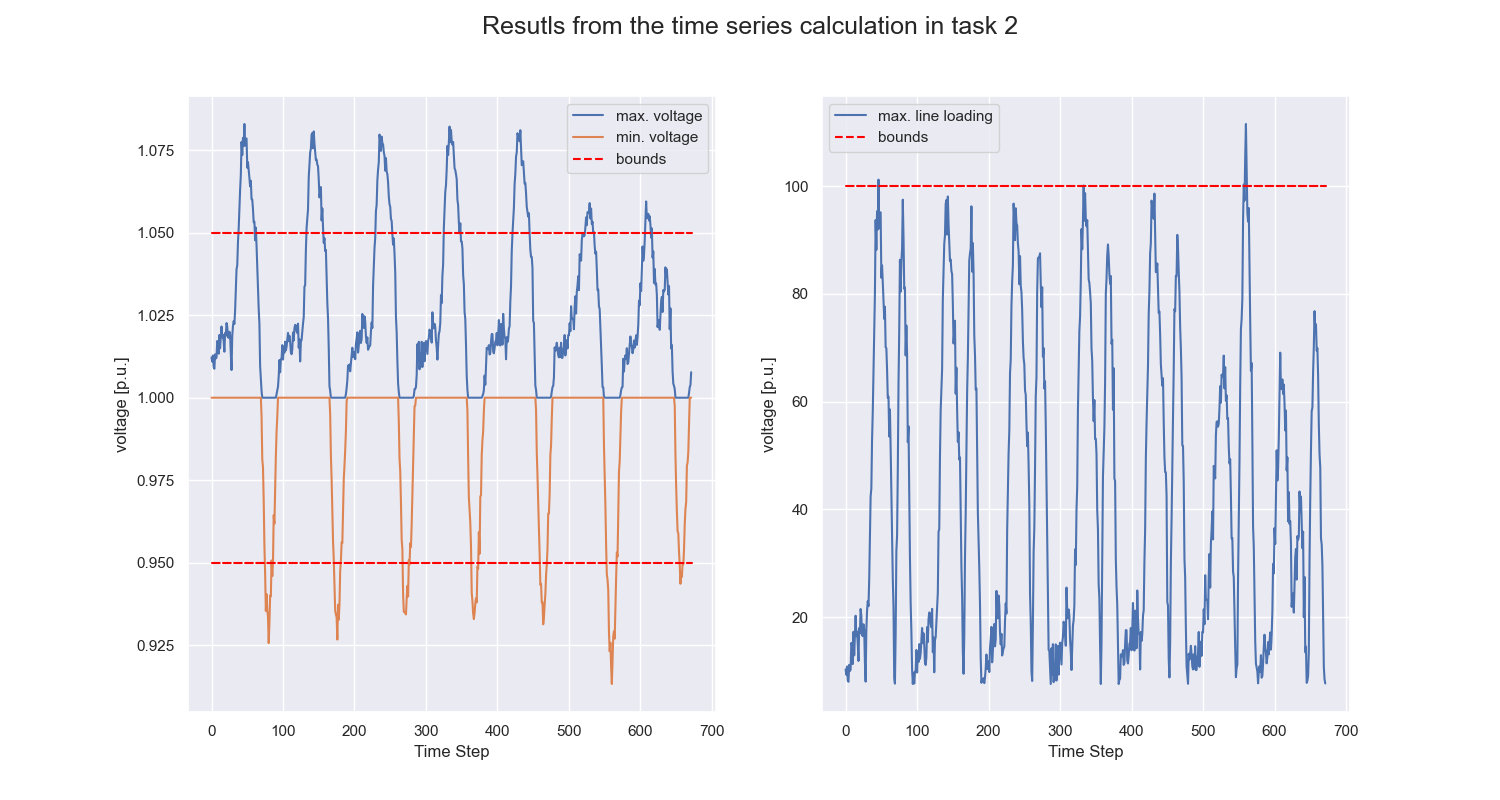 Resutls from the time series calculation in task 2
max. voltage
min. voltage
bounds
voltage [p.u.]
1.075
1.050
1.025
1.000
0.975
0.950
0.925
0 100 200 300 400 500 600 700
Time Step
max. line loading
bounds
voltage [p.u.]
100
80
60
40
20
0 100 200 300 400 500 600 700
Time Step